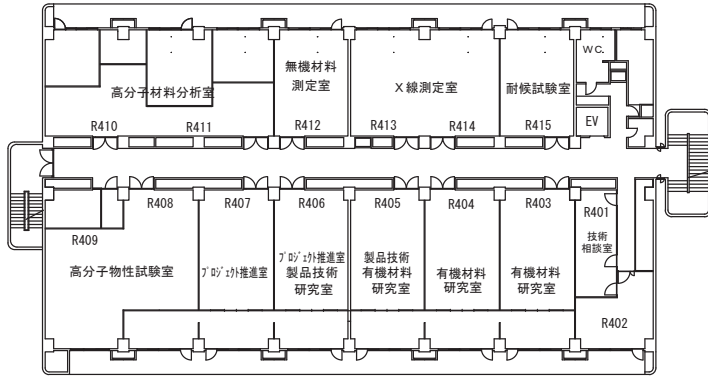 高分子材料分析室
無機材料
測定室
X線測定室
耐候試験室
WC
EV
R410
R411
R412
R413
R414
R415
R409
R408
R407
R406
R405
R404
R403
R401
技術
相談室
高分子物性試験室
プロジェクト推進室
プロジェクト推進室
製品技術
研究室
製品技術
有機材料
研究室
有機材料
研究室
有機材料
研究室
R402